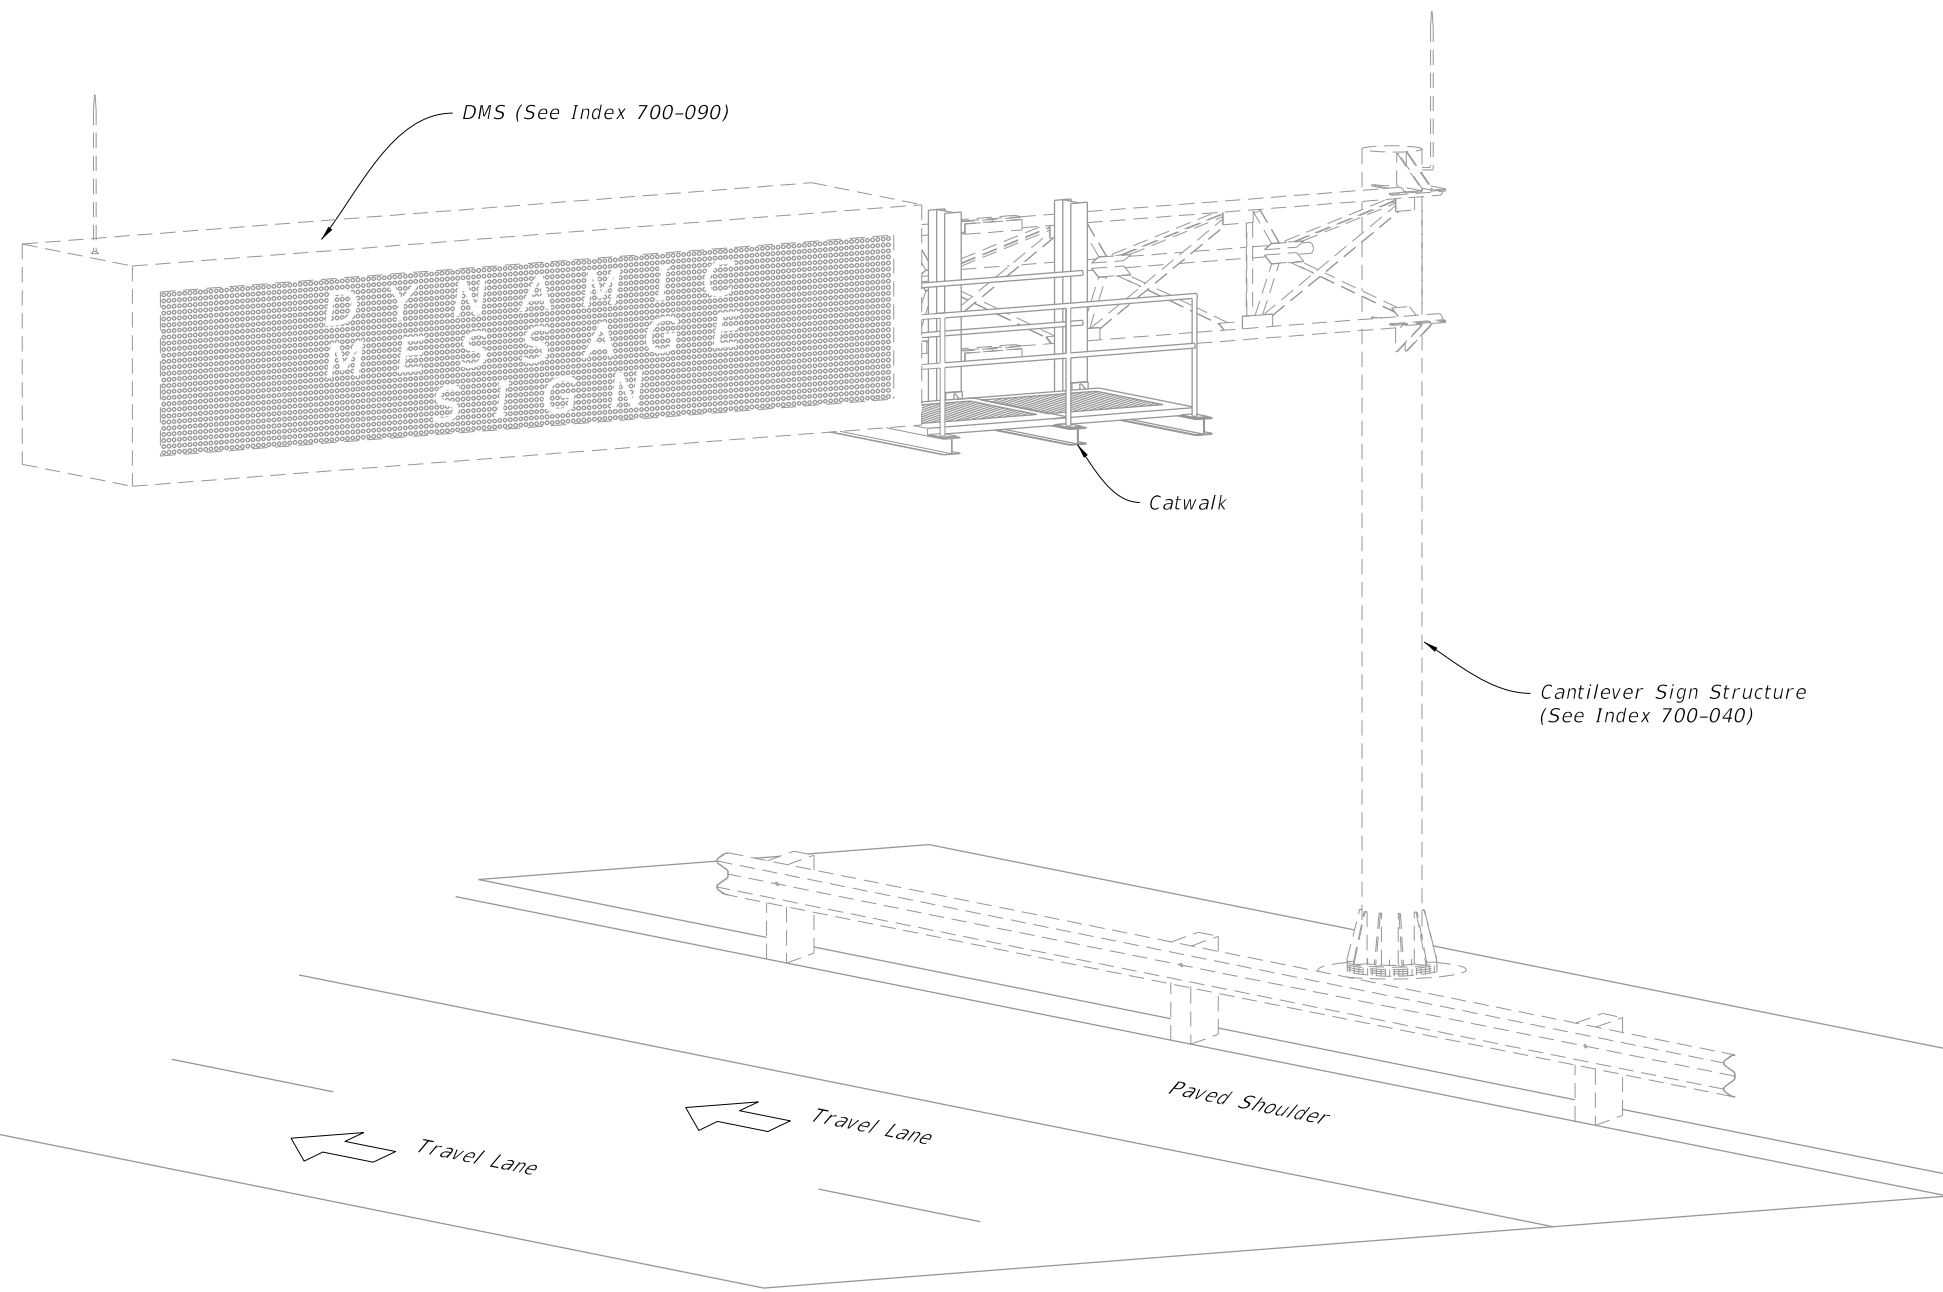 DMS (See Index 700-090)
DYNAMIC
MESSAGE
SIGN
Catwalk
Cantilever Sign Structure
(See Index 700-040)
Paved Shoulder
Travel Lane
Travel Lane